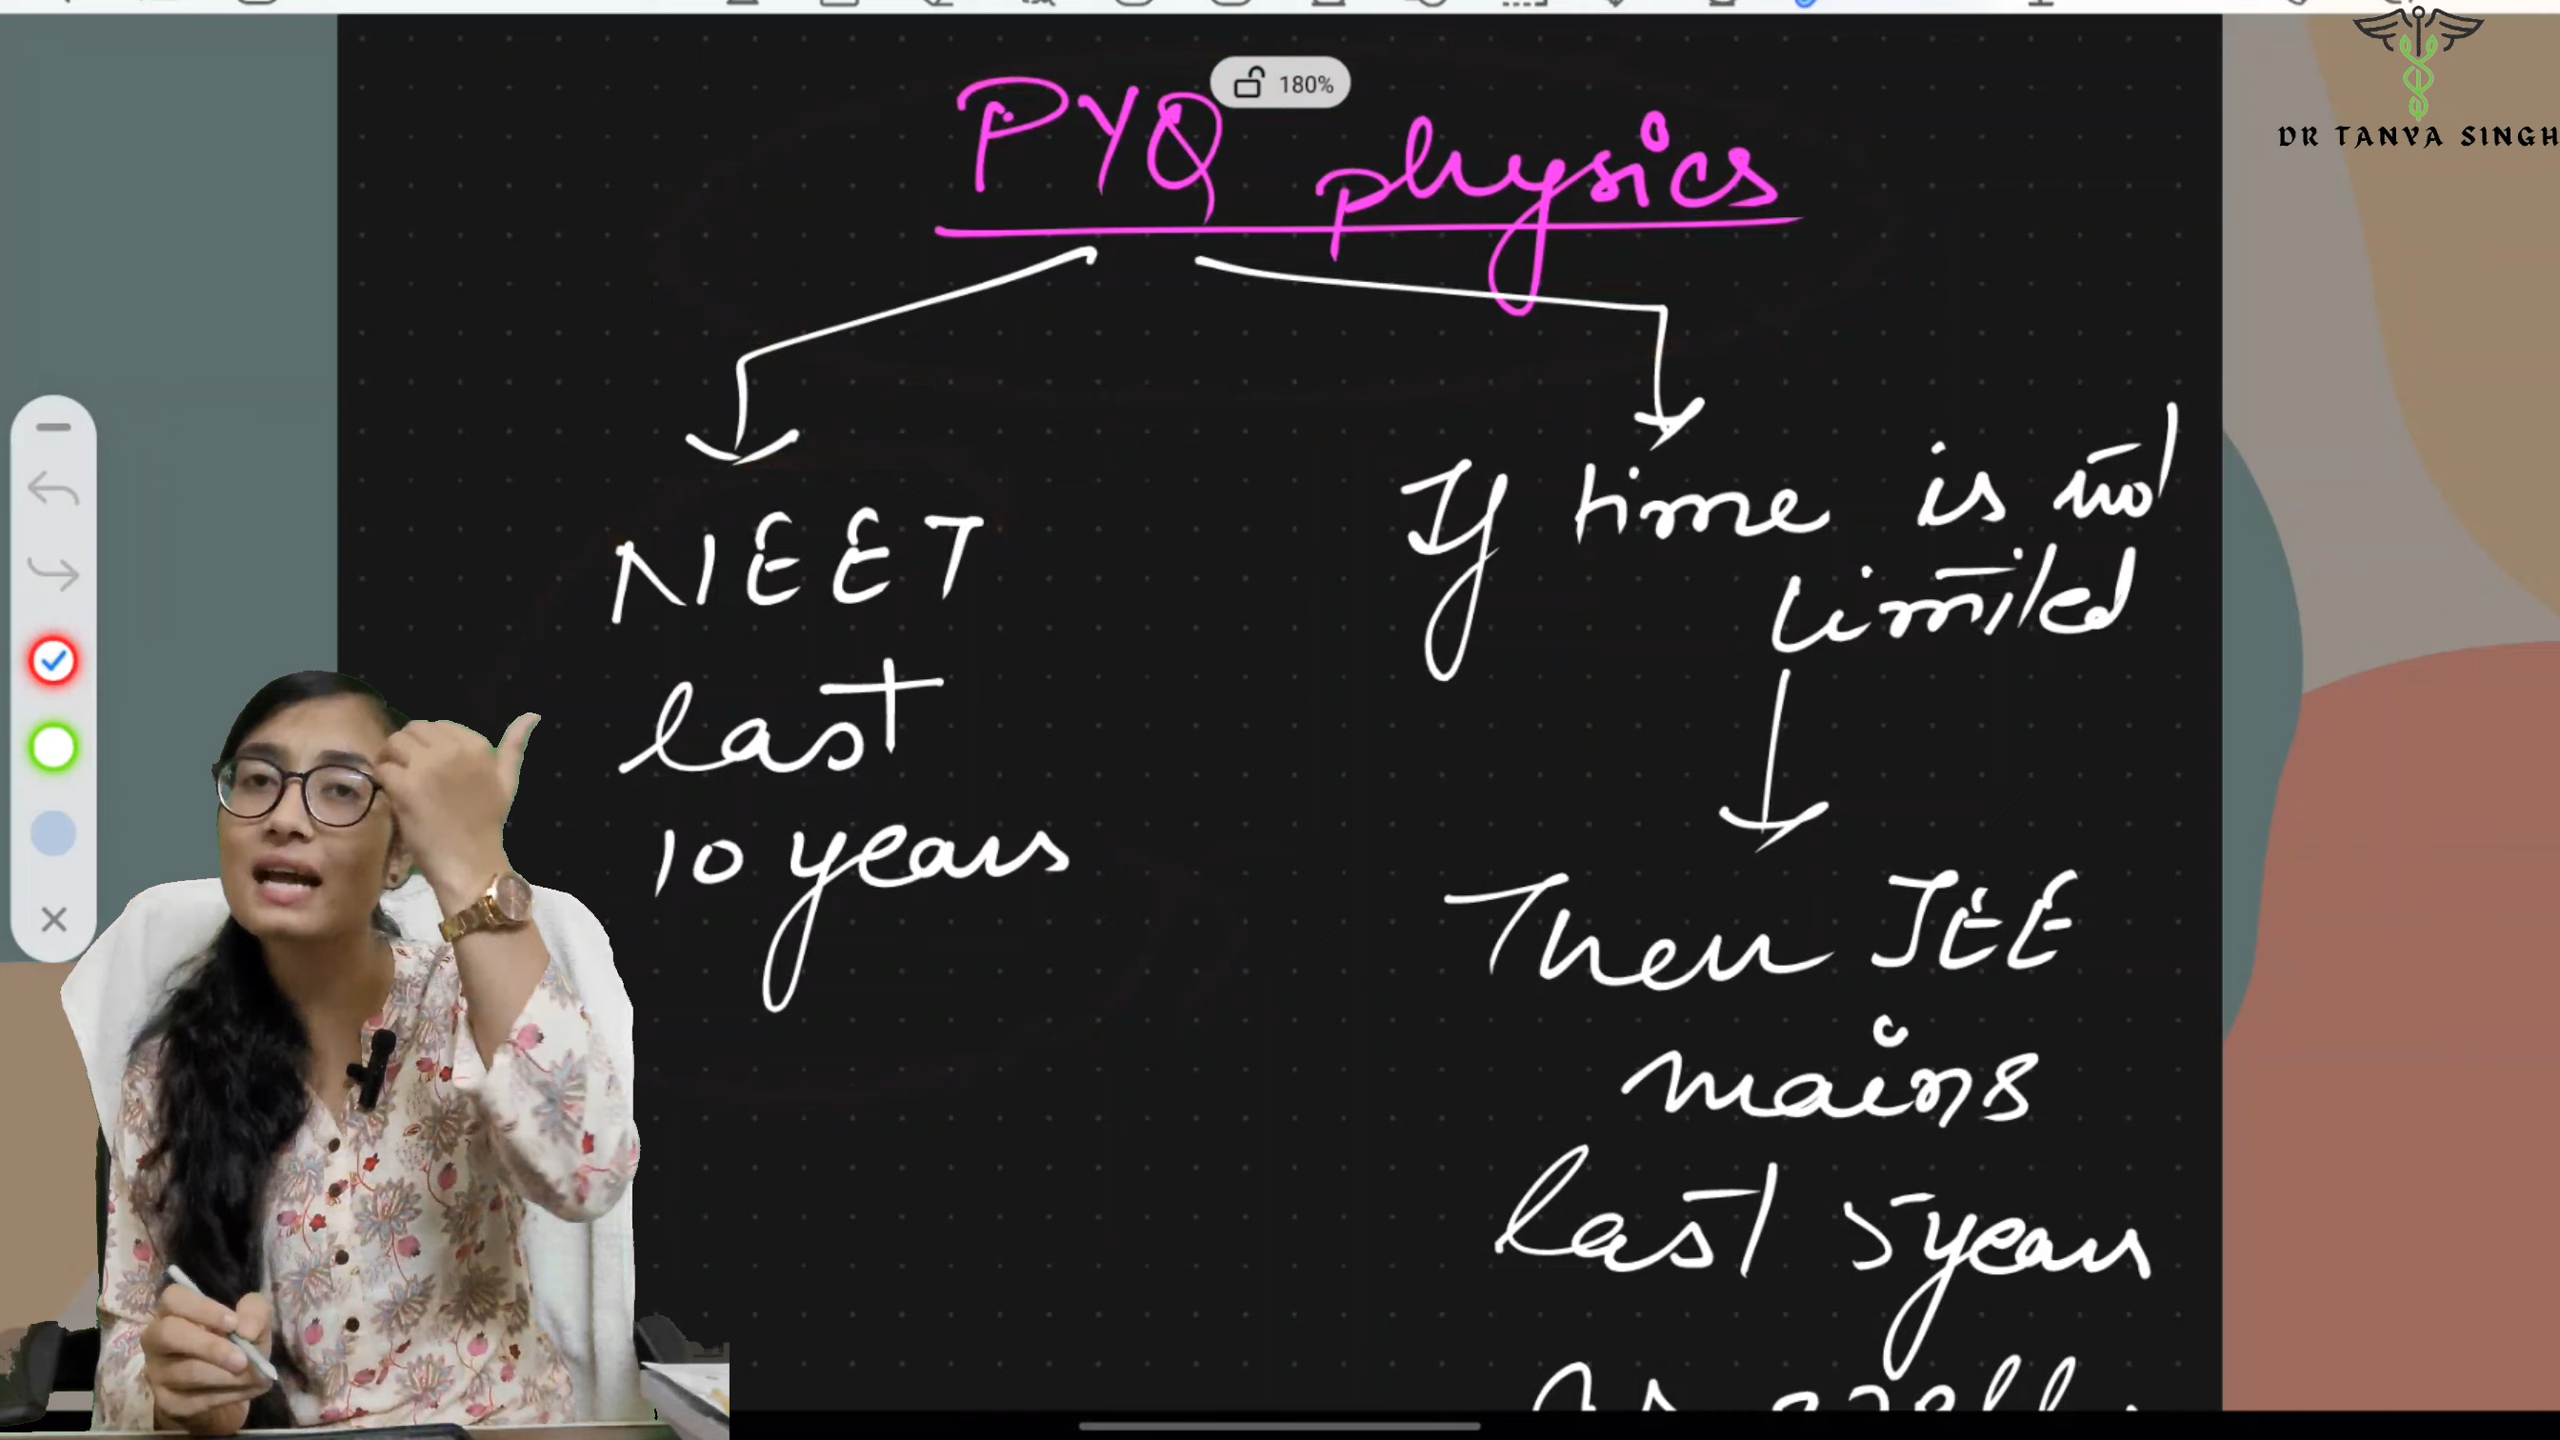 180%
DR TANYA SINGH
PYQ physics
NEET
last
10 years
If time is not
limited
Then JEE
mains
last 5 years